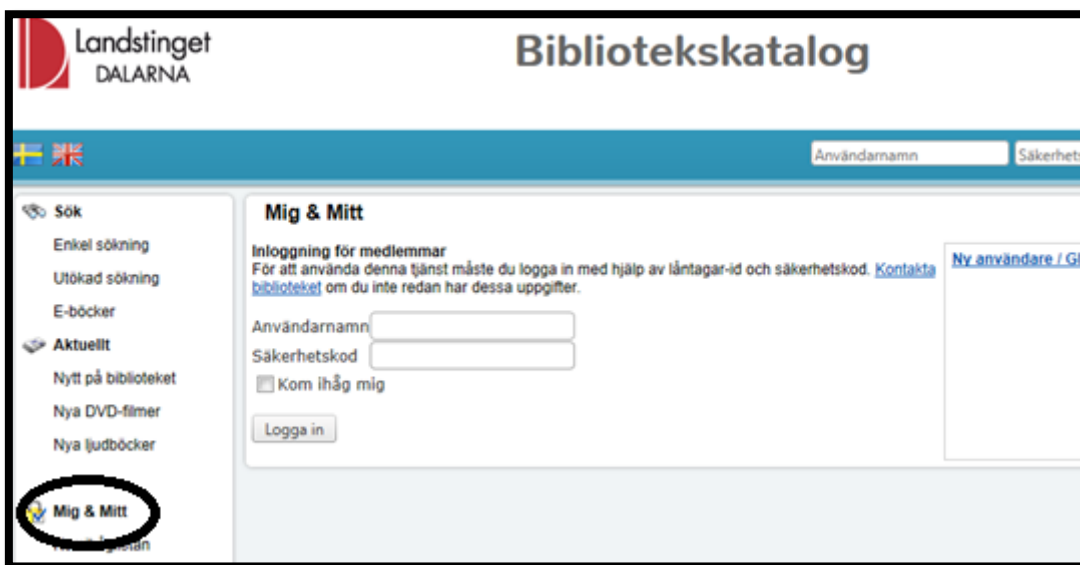 Landstinget
DALARNA
Bibliotekskatalog
Användarnamn
Säkerhets
Sök
Enkel sökning
Utökad sökning
E-böcker
Aktuellt
Nytt på biblioteket
Nya DVD-filmer
Nya ljudböcker
Mig & Mitt
Mig & Mitt
Inloggning för medlemmar
För att använda denna tjänst måste du logga in med hjälp av låntagar-id och säkerhetskod. Kontakta
biblioteket om du inte redan har dessa uppgifter.
Användarnamn
Säkerhetskod
Kom ihåg mig
Logga in
Ny användare /